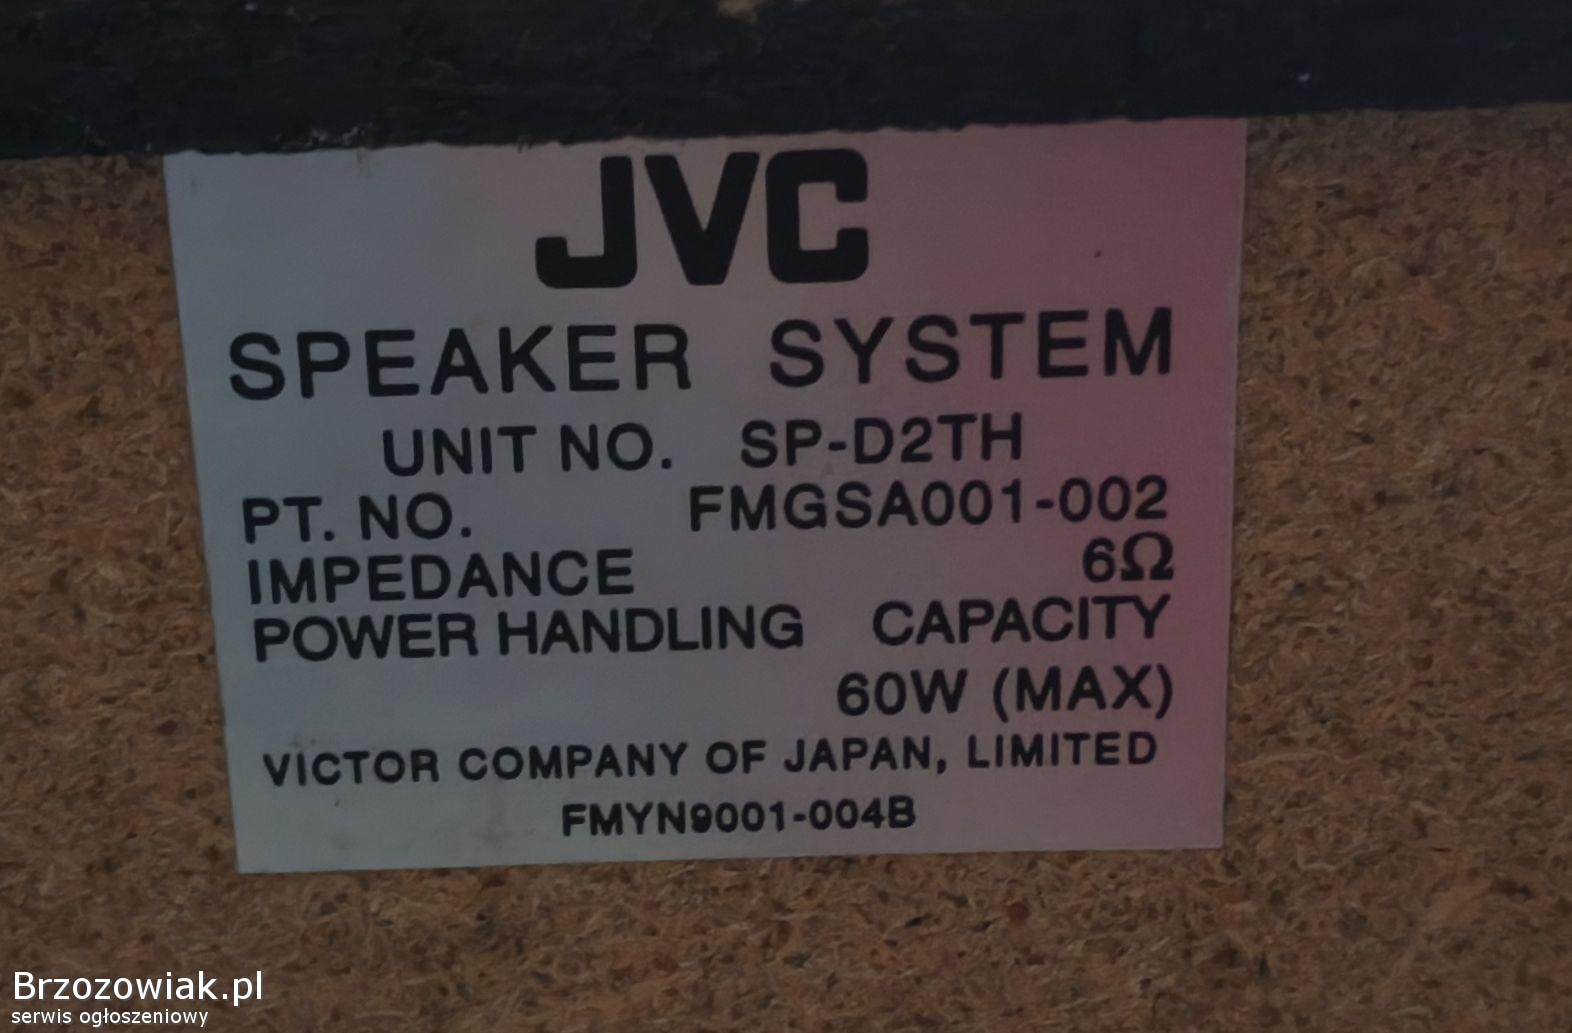 JVC
SPEAKER SYSTEM
UNIT NO. SP-D2TH
PT. NO. FMGSA001-002
IMPEDANCE 6Ω
POWER HANDLING CAPACITY
60W (MAX)
VICTOR COMPANY OF JAPAN, LIMITED
FMYN9001-004B
Brzozowiak.pl
serwis ogłoszeniowy